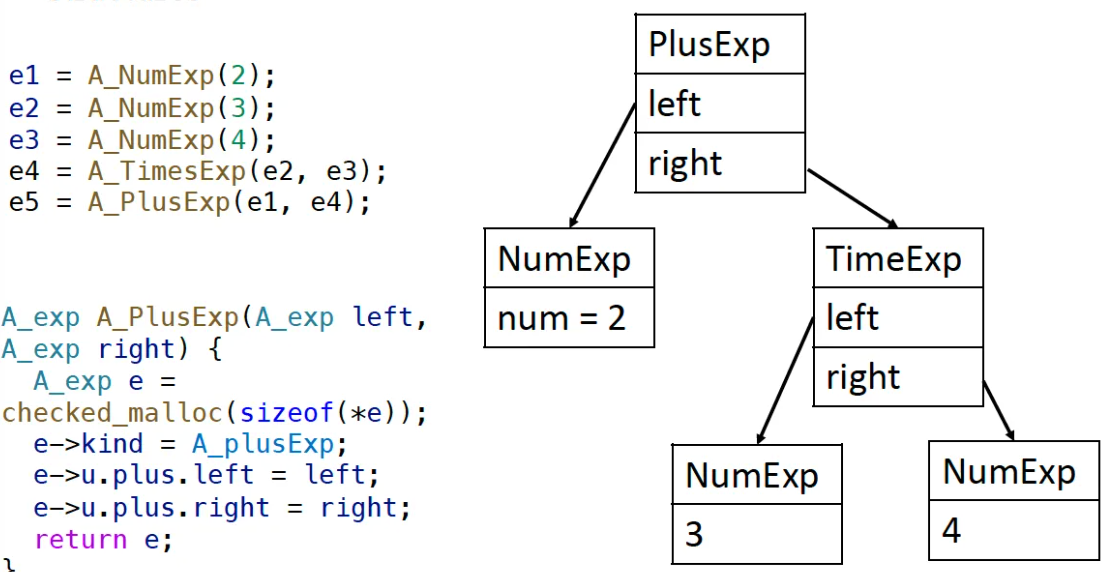 e1 = A_NumExp(2);
e2 = A_NumExp(3);
e3 = A_NumExp(4);
e4 = A_TimesExp(e2, e3);
e5 = A_PlusExp(e1, e4);
A_exp A_PlusExp(A_exp left,
A_exp right) {
  A_exp e =
checked_malloc(sizeof(*e));
  e->kind = A_plusExp;
  e->u.plus.left = left;
  e->u.plus.right = right;
  return e;
}
PlusExp
left
right
NumExp
num = 2
TimeExp
left
right
NumExp
3
NumExp
4